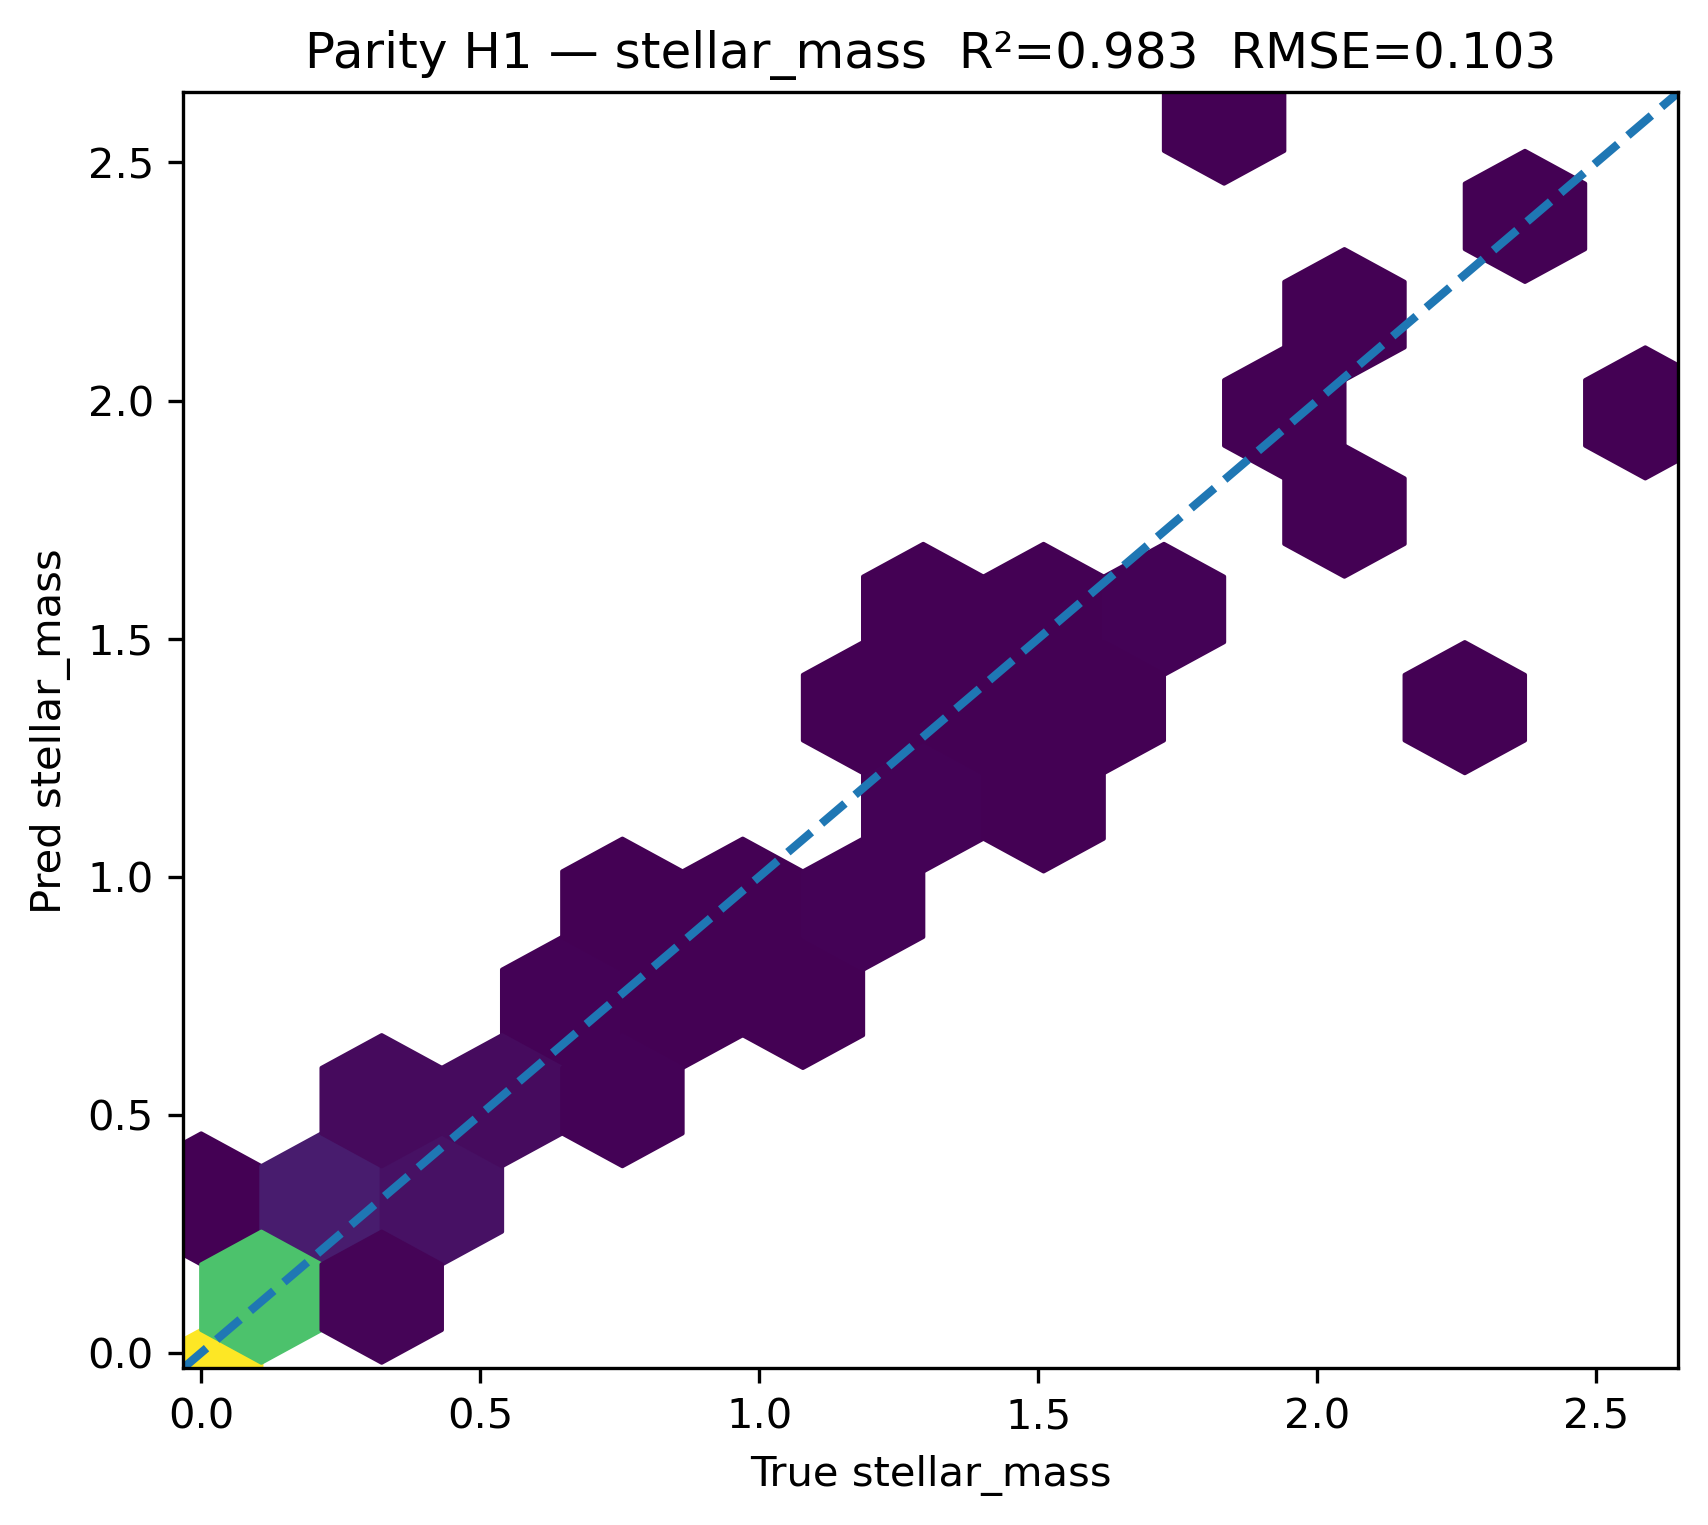 Parity H1 — stellar_mass  R²=0.983  RMSE=0.103
2.5
2.0
1.5
1.0
0.5
0.0
Pred stellar_mass
0.0 0.5 1.0 1.5 2.0 2.5
True stellar_mass